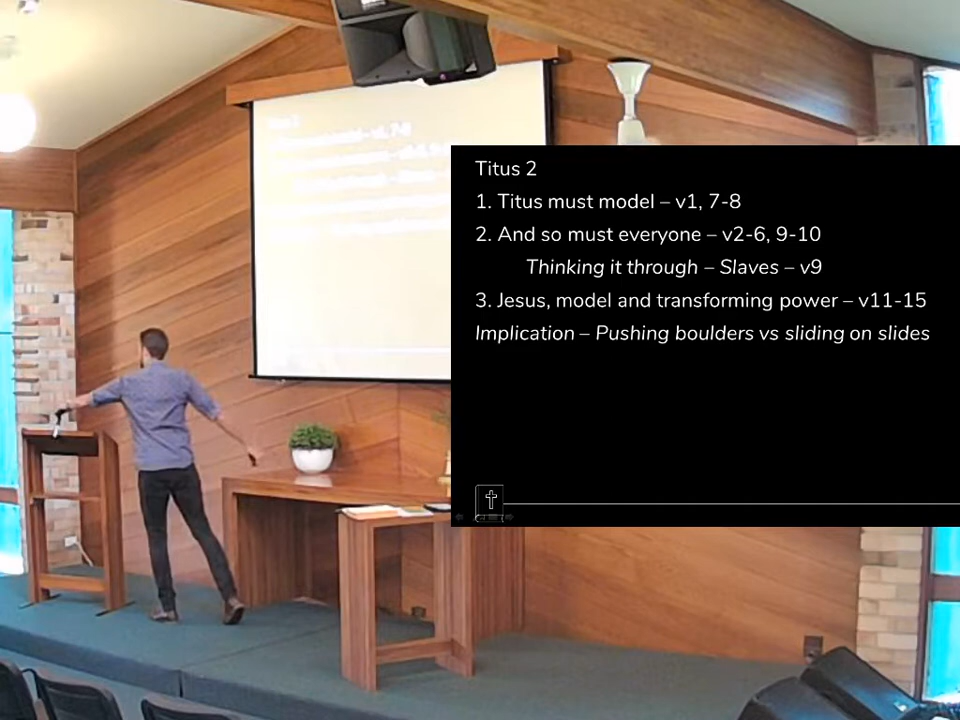 Titus 2
1. Titus must model – v1, 7-8
2. And so must everyone – v2-6, 9-10
Thinking it through – Slaves – v9
3. Jesus, model and transforming power – v11-15
Implication – Pushing boulders vs sliding on slides